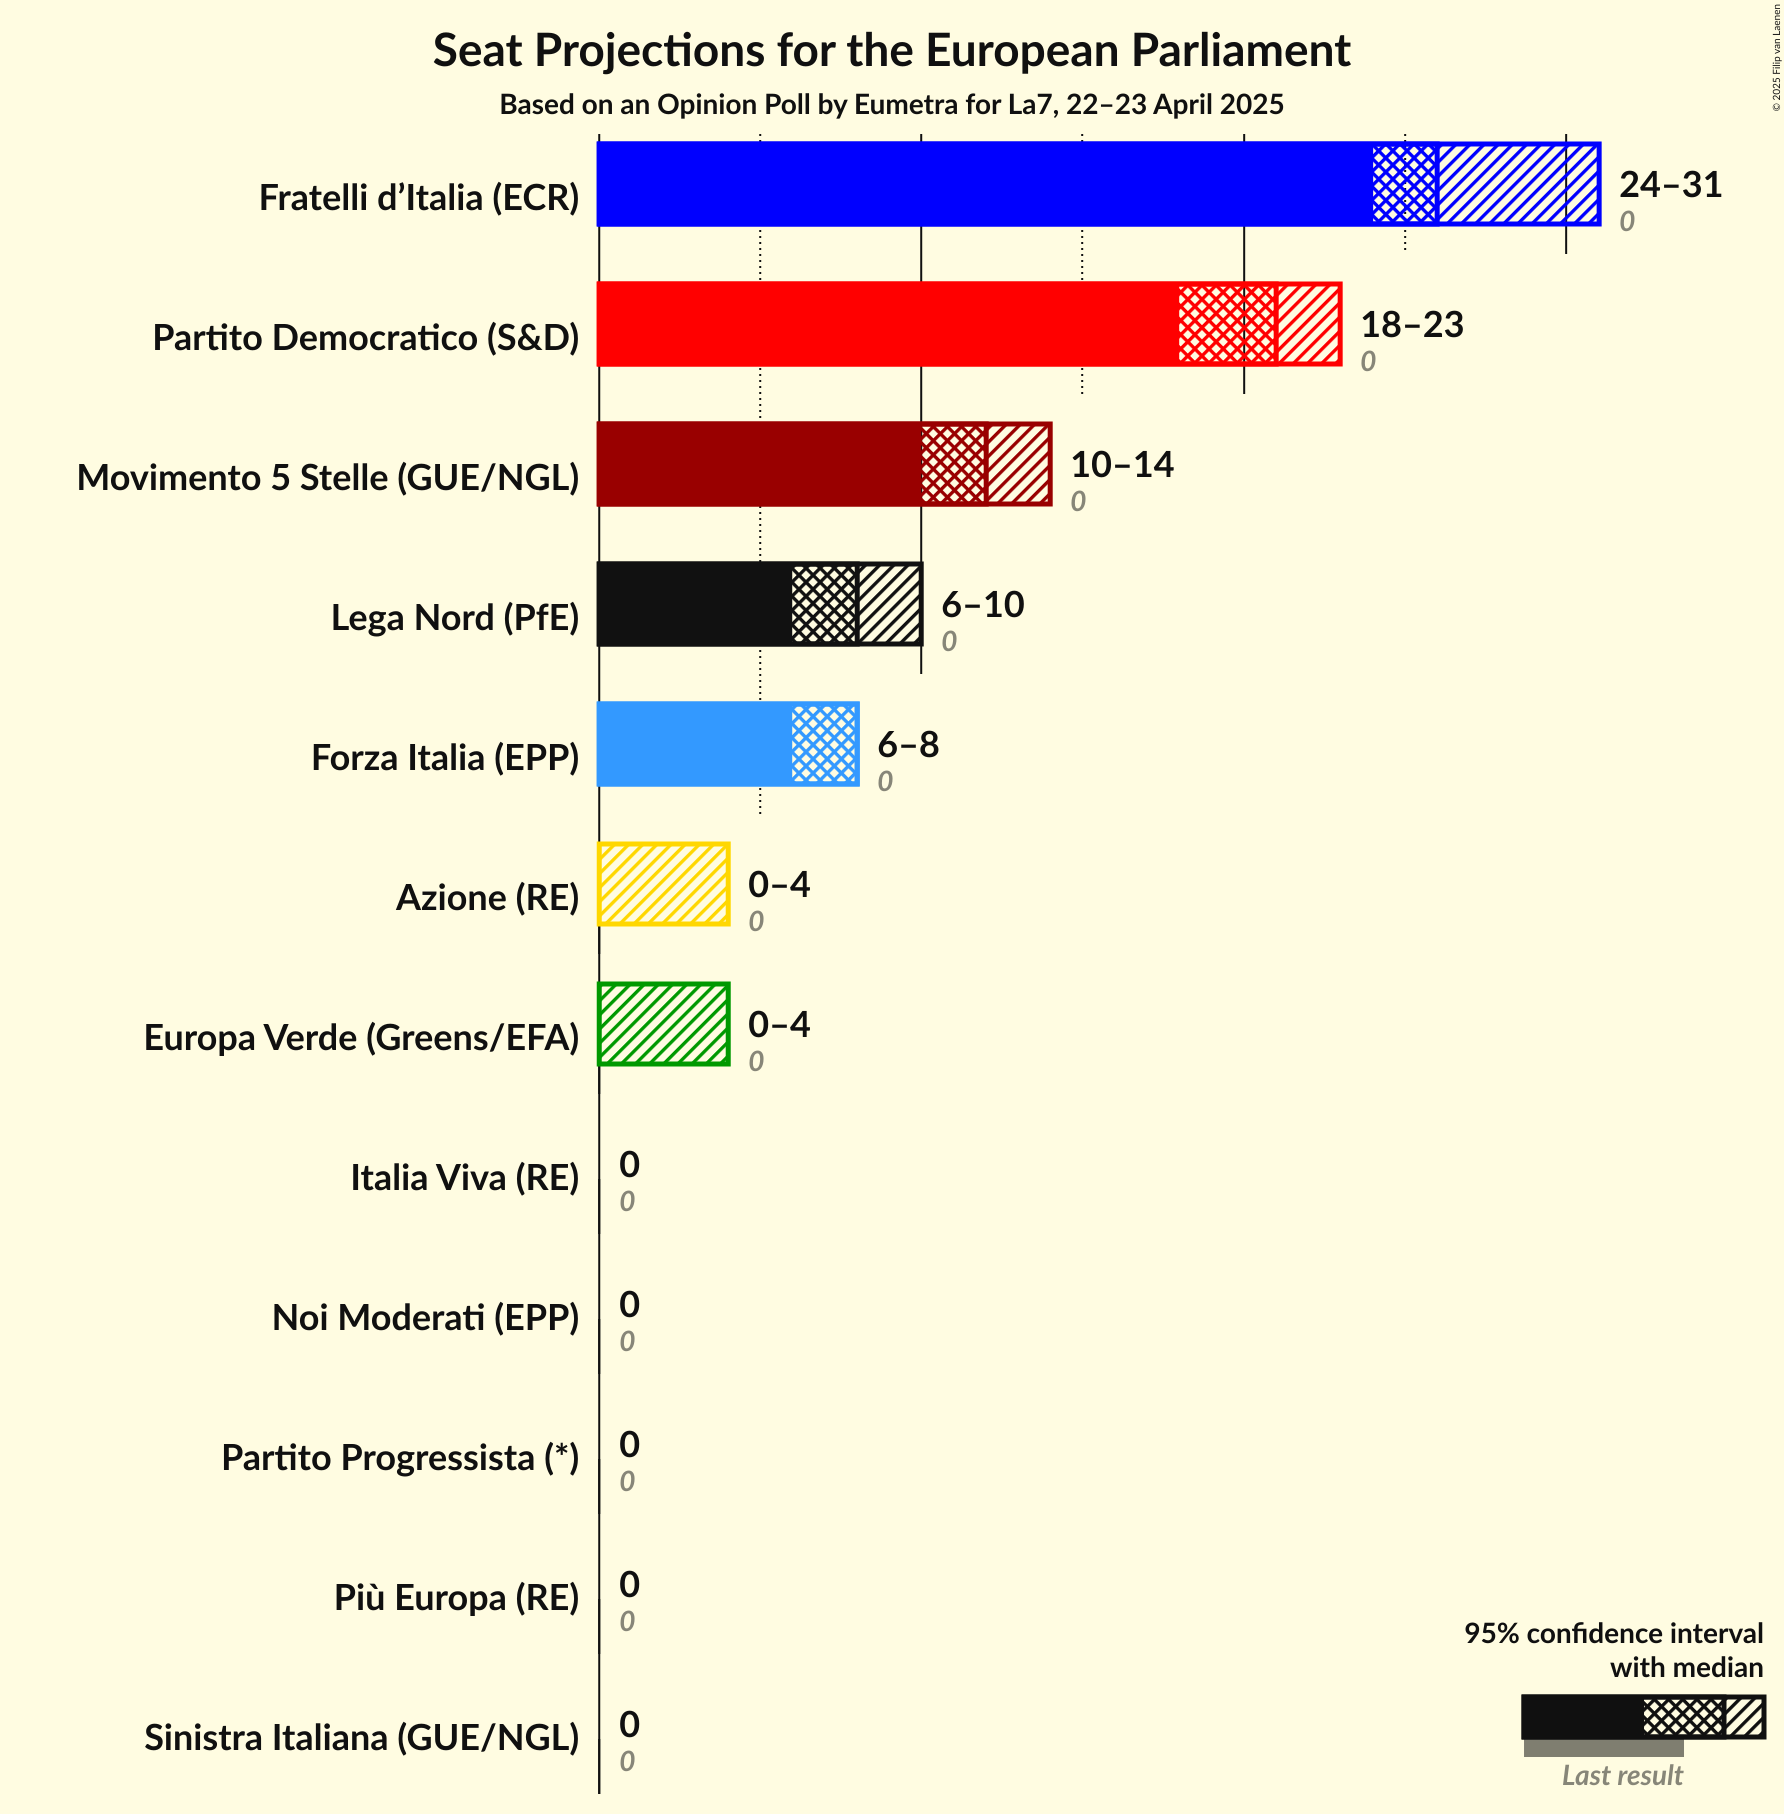 Seat Projections for the European Parliament
Based on an Opinion Poll by Eumetra for La7, 22–23 April 2025
© 2025 Filip van Laenen
Fratelli d’Italia (ECR)
24–31
0
Partito Democratico (S&D)
18–23
0
Movimento 5 Stelle (GUE/NGL)
10–14
0
Lega Nord (PfE)
6–10
0
Forza Italia (EPP)
6–8
0
Azione (RE)
0–4
0
Europa Verde (Greens/EFA)
0–4
0
Italia Viva (RE)
0
0
Noi Moderati (EPP)
0
0
Partito Progressista (*)
0
0
Più Europa (RE)
0
0
Sinistra Italiana (GUE/NGL)
0
0
95% confidence interval
with median
Last result